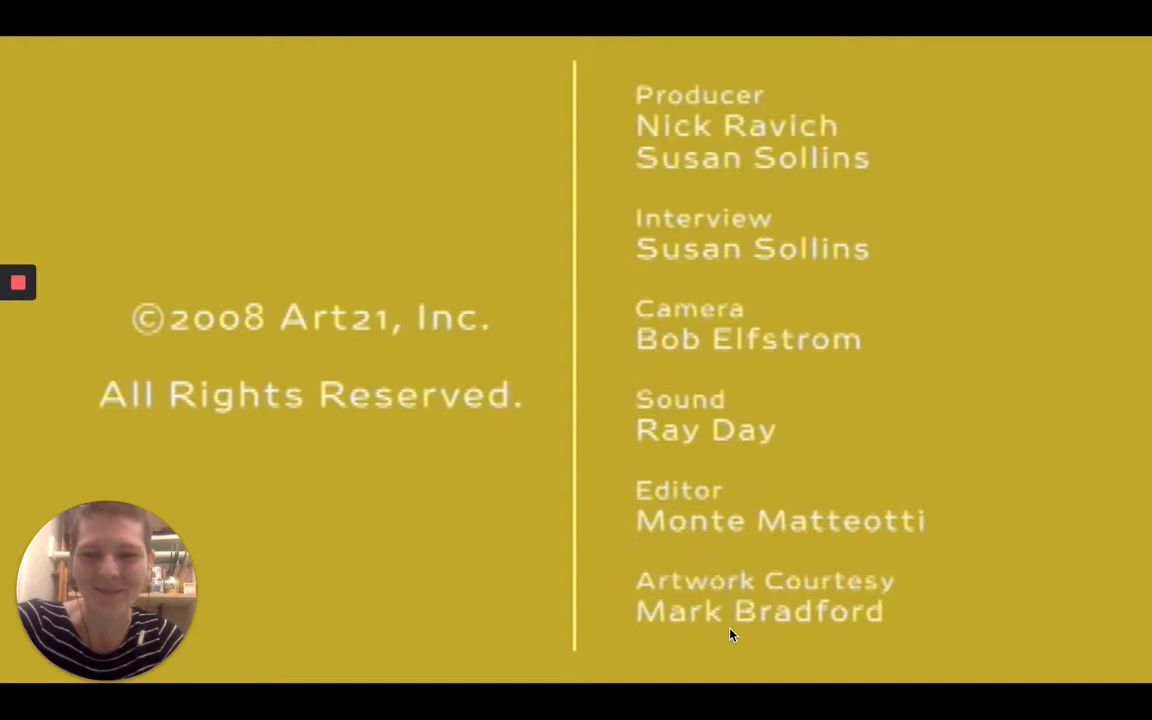 ©2008 Art21, Inc.
All Rights Reserved.
Producer
Nick Ravich
Susan Sollins
Interview
Susan Sollins
Camera
Bob Elfstrom
Sound
Ray Day
Editor
Monte Matteotti
Artwork Courtesy
Mark Bradford